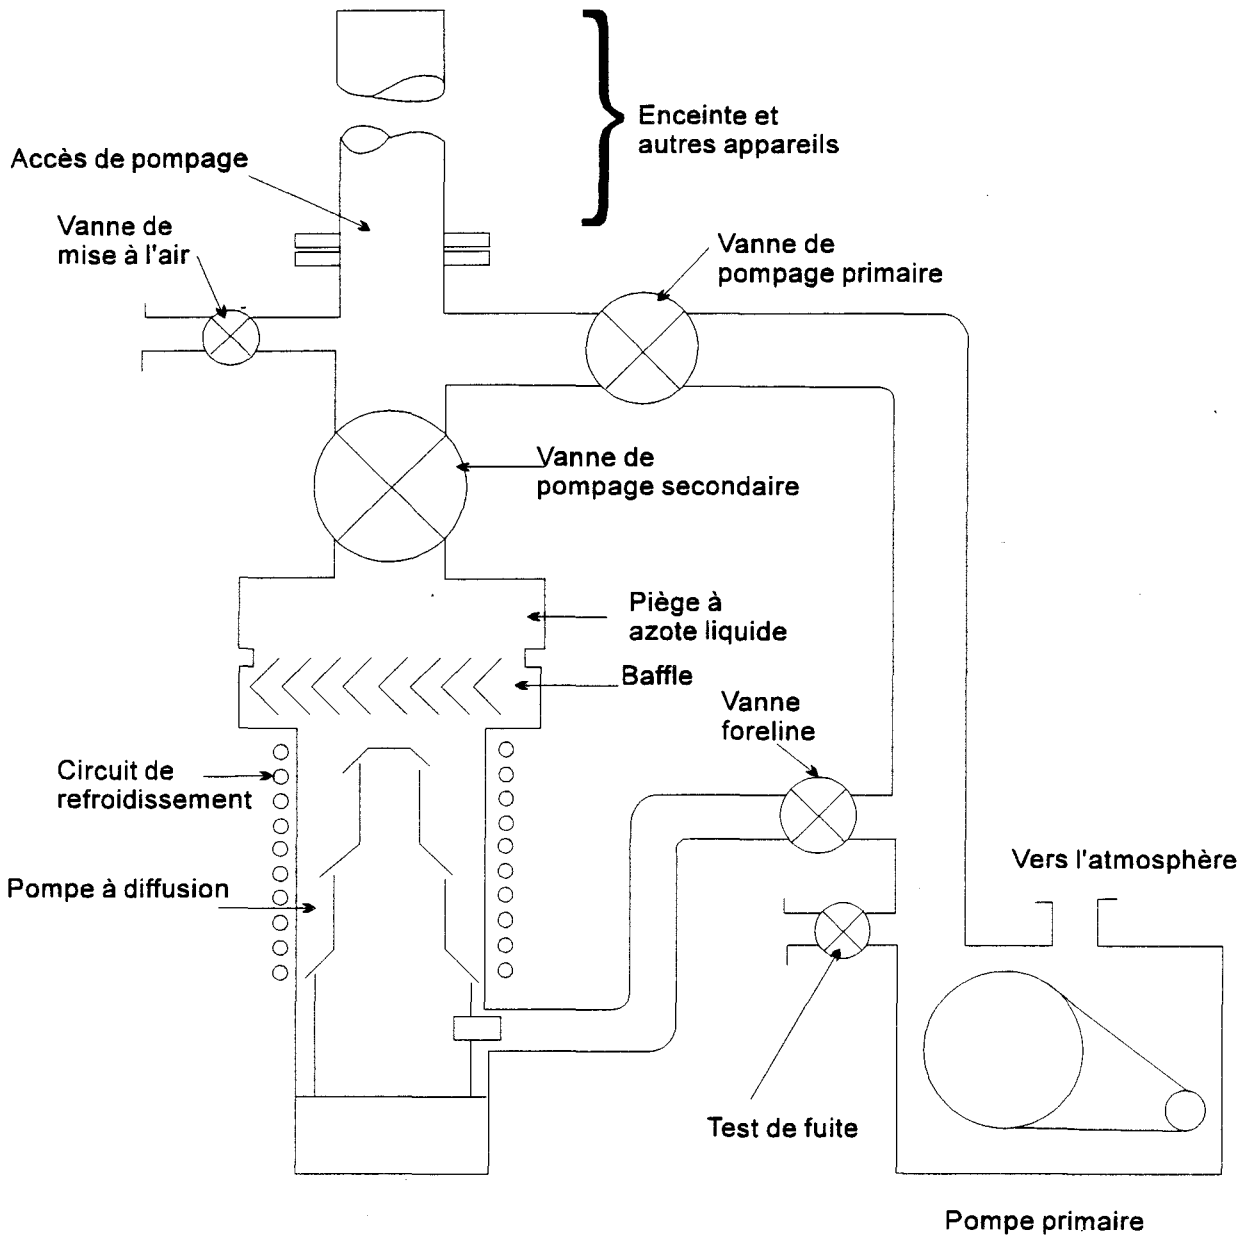 Enceinte et
autres appareils
Accès de pompage
Vanne de
mise à l'air
Vanne de
pompage primaire
Vanne de
pompage secondaire
Piège à
azote liquide
Baffle
Vanne
foreline
Circuit de
refroidissement
Vers l'atmosphère
Pompe à diffusion
Test de fuite
Pompe primaire